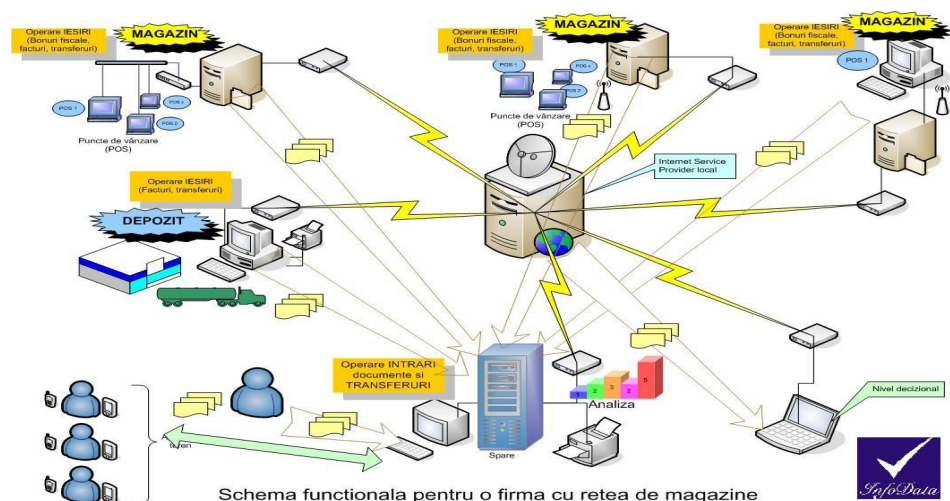 Operare IESIRI
(Bonuri fiscale,
facturi, transferuri)
MAGAZIN
POS 1
POS x
POS 2
Puncte de vânzare
(POS)
Operare IESIRI
(Bonuri fiscale,
facturi, transferuri)
MAGAZIN
POS 1
POS x
POS 2
Puncte de vânzare
(POS)
Operare IESIRI
(Bonuri fiscale,
facturi, transferuri)
MAGAZIN
POS 1
Internet Service
Provider local
Operare IESIRI
(Facturi, transferuri)
DEPOZIT
Operare INTRARI
documente si
TRANSFERURI
1
2
3
2
5
Analiza
Nivel decizional
Spare
InfoData
Schema functionala pentru o firma cu retea de magazine